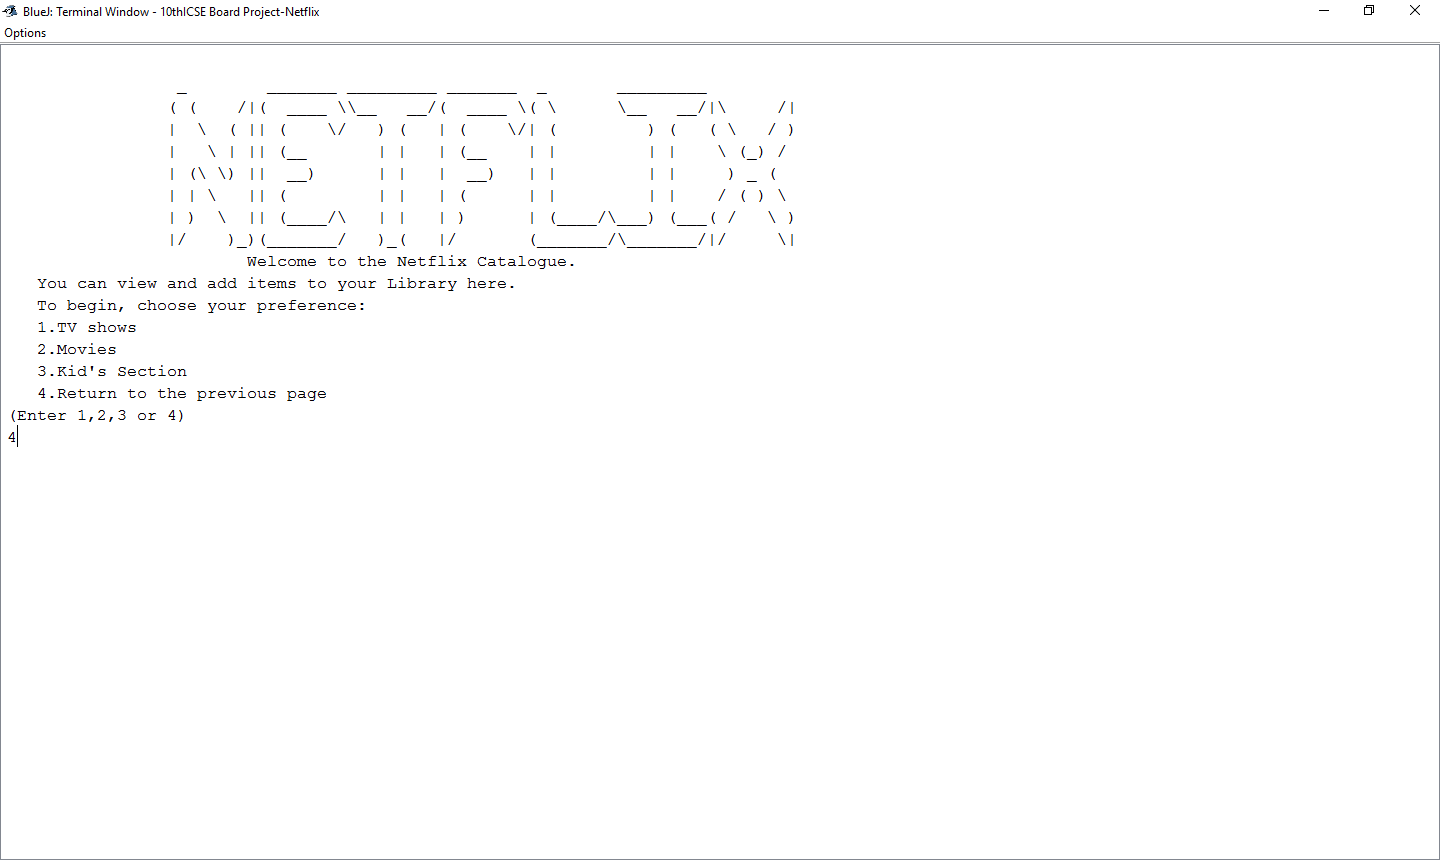 BlueJ: Terminal Window - 10thICSE Board Project-Netflix
Options
NETFLIX
Welcome to the Netflix Catalogue.
You can view and add items to your Library here.
To begin, choose your preference:
1.TV shows
2.Movies
3.Kid's Section
4.Return to the previous page
(Enter 1,2,3 or 4)
4